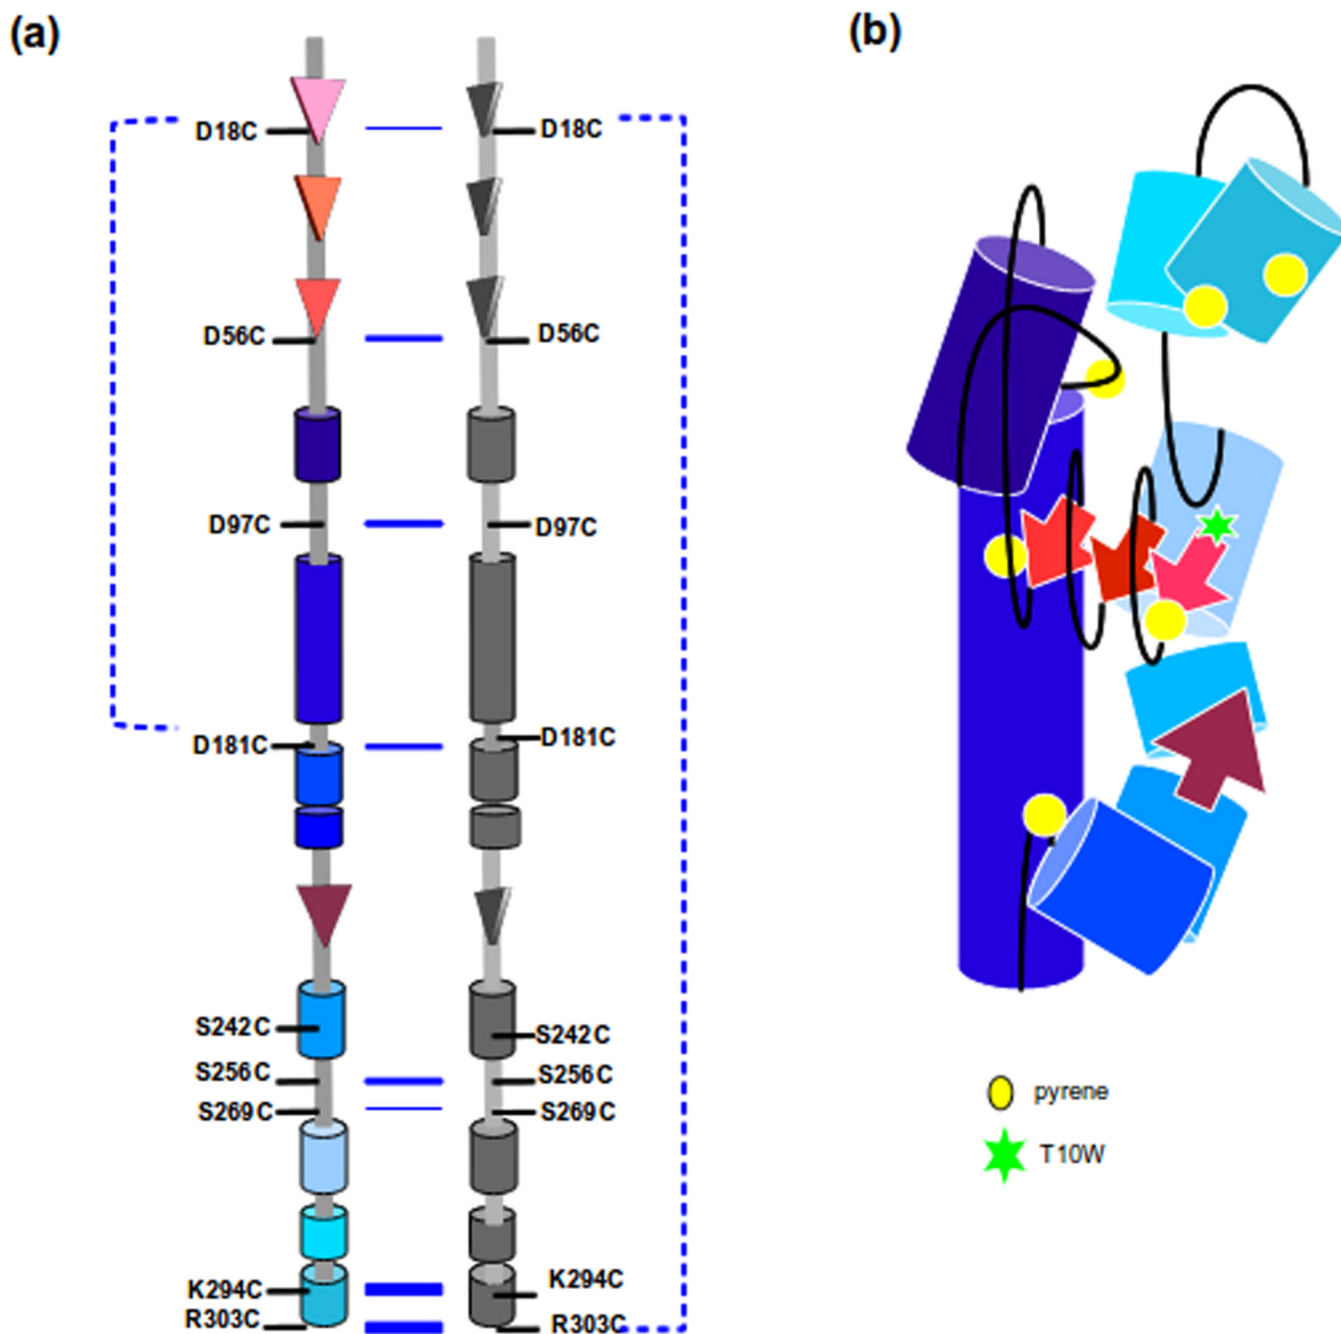 (a)
(b)
D18C
D18C
D56C
D56C
D97C
D97C
D181C
D181C
S242C
S242C
S256C
S256C
S269C
S269C
K294C
K294C
R303C
R303C
pyrene
T10W